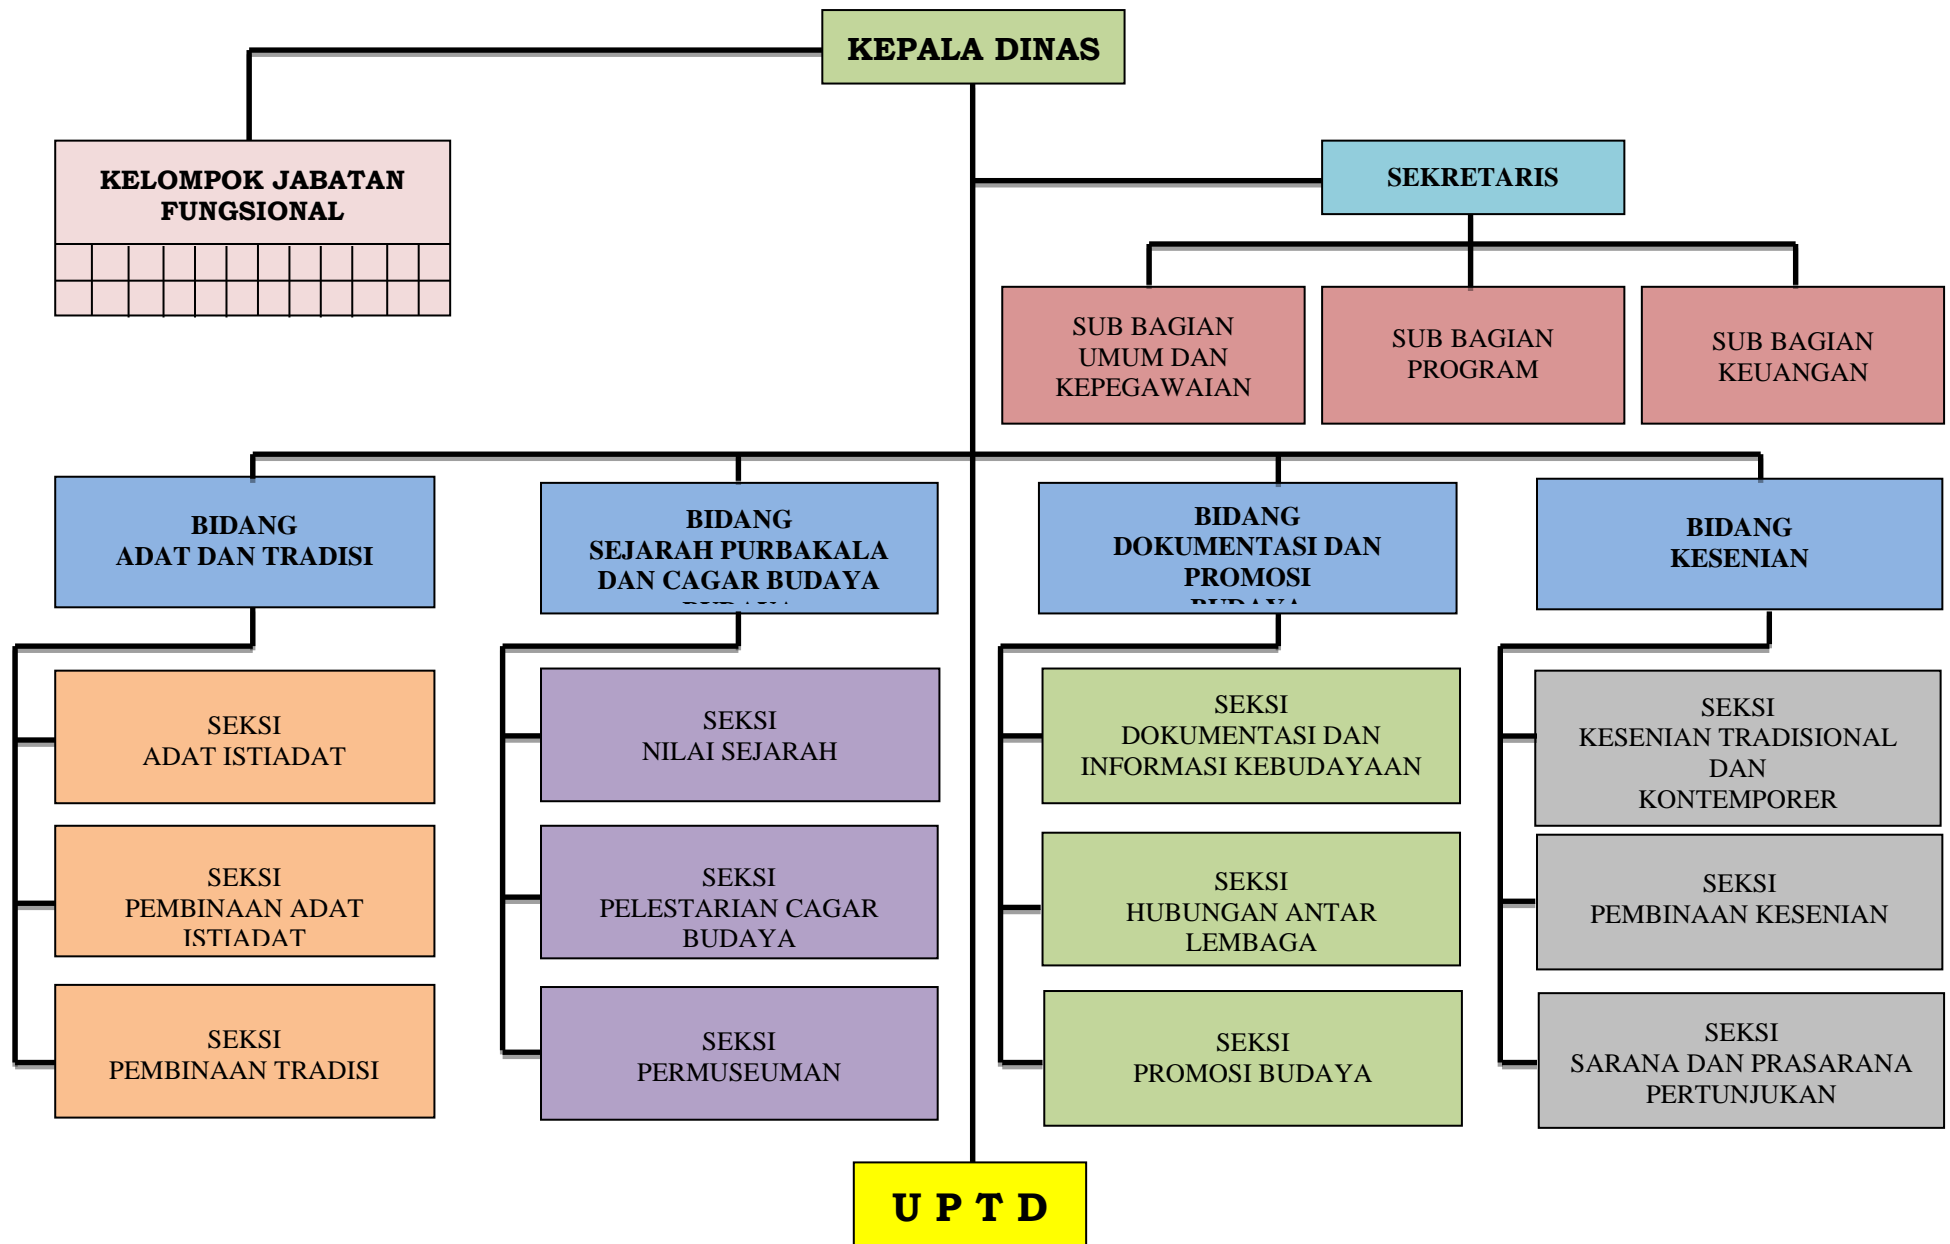 KEPALA DINAS
KELOMPOK JABATAN
FUNGSIONAL
SEKRETARIS
SUB BAGIAN
UMUM DAN
KEPEGAWAIAN
SUB BAGIAN
PROGRAM
SUB BAGIAN
KEUANGAN
BIDANG
ADAT DAN TRADISI
BIDANG
SEJARAH PURBAKALA
DAN CAGAR BUDAYA
BUDAYA
BIDANG
DOKUMENTASI DAN
PROMOSI
BUDAYA
BIDANG
KESENIAN
SEKSI
ADAT ISTIADAT
SEKSI
PEMBINAAN ADAT
ISTIADAT
SEKSI
PEMBINAAN TRADISI
SEKSI
NILAI SEJARAH
SEKSI
PELESTARIAN CAGAR
BUDAYA
SEKSI
PERMUSEUMAN
SEKSI
DOKUMENTASI DAN
INFORMASI KEBUDAYAAN
SEKSI
HUBUNGAN ANTAR
LEMBAGA
SEKSI
PROMOSI BUDAYA
SEKSI
KESENIAN TRADISIONAL
DAN
KONTEMPORER
SEKSI
PEMBINAAN KESENIAN
SEKSI
SARANA DAN PRASARANA
PERTUNJUKAN
U P T D